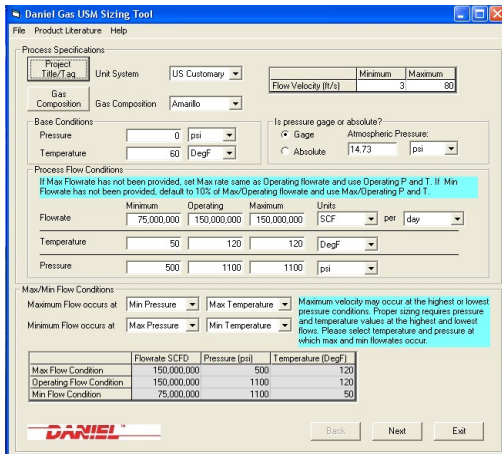 Daniel Gas USM Sizing Tool
File Product Literature Help
Process Specifications
Project Title/Tag
Unit System US Customary
Minimum Maximum
Flow Velocity (ft/s) 3 80
Gas Composition
Gas Composition Amarillo
Base Conditions
Pressure 0 psi
Temperature 60 DegF
Is pressure gage or absolute?
Gage
Absolute
Atmospheric Pressure:
14.73 psi
Process Flow Conditions
If Max Flowrate has not been provided, set Max rate same as Operating flowrate and use Operating P and T. If Min
Flowrate has not been provided, default to 10% of Max/Operating flowrate and use Max/Operating P and T.
Minimum Operating Maximum Units
Flowrate 75,000,000 150,000,000 150,000,000 SCF per day
Temperature 50 120 120 DegF
Pressure 500 1100 1100 psi
Max/Min Flow Conditions
Maximum Flow occurs at Min Pressure Max Temperature
Minimum Flow occurs at Max Pressure Min Temperature
Maximum velocity may occur at the highest or lowest
pressure conditions. Proper sizing requires pressure
and temperature values at the highest and lowest
flows. Please select temperature and pressure at
which max and min flowrates occur.
Flowrate SCFD Pressure (psi) Temperature (DegF)
Max Flow Condition 150,000,000 500 120
Operating Flow Condition 150,000,000 1100 120
Min Flow Condition 75,000,000 1100 50
DANIEL™
Back Next Exit